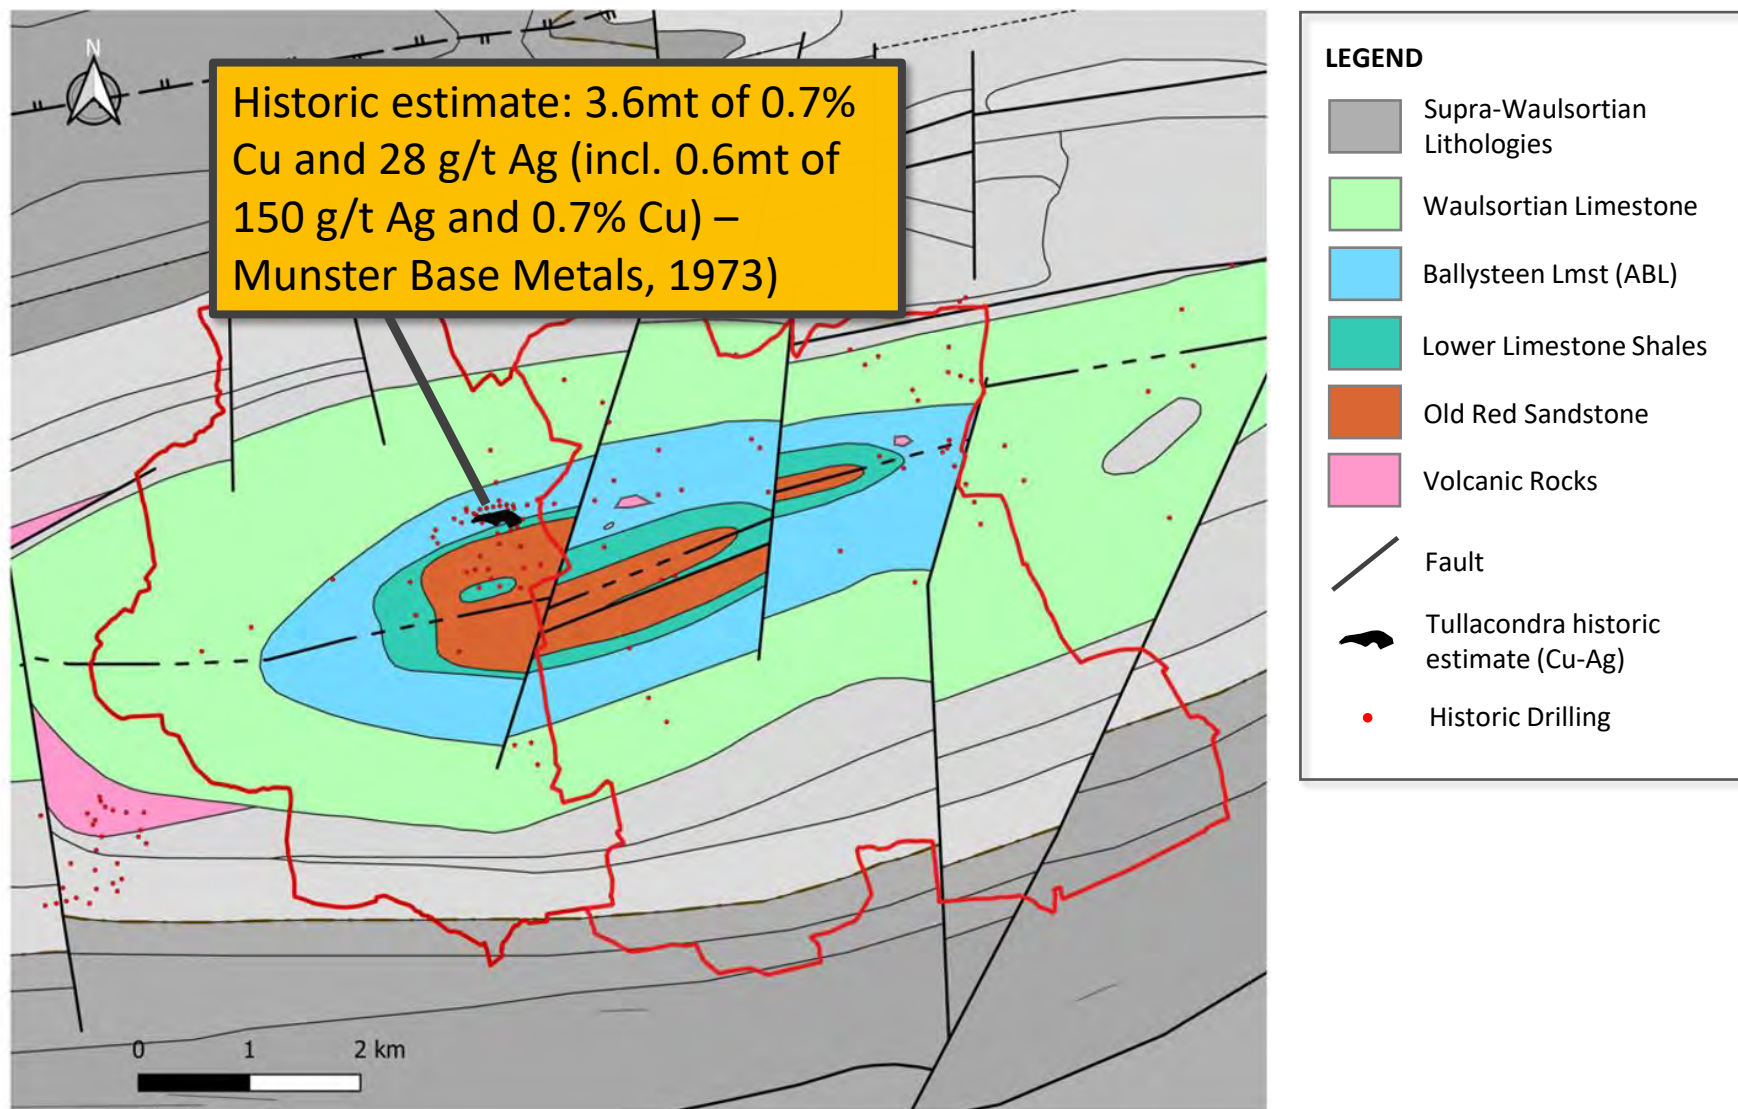 N
Historic estimate: 3.6mt of 0.7%
Cu and 28 g/t Ag (incl. 0.6mt of
150 g/t Ag and 0.7% Cu) –
Munster Base Metals, 1973)
0 1 2 km
LEGEND
Supra-Waulsortian
Lithologies
Waulsortian Limestone
Ballysteen Lmst (ABL)
Lower Limestone Shales
Old Red Sandstone
Volcanic Rocks
Fault
Tullacondra historic
estimate (Cu-Ag)
Historic Drilling